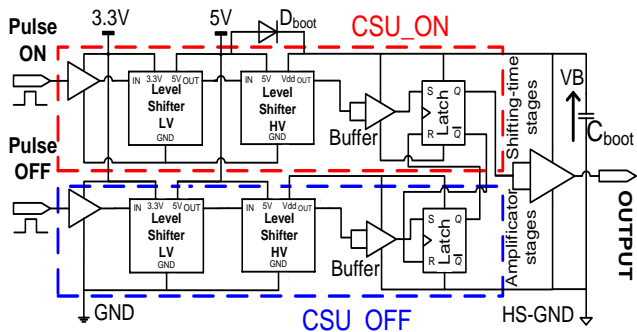 3.3V
5V
D_boot
CSU_ON
Pulse
ON
IN
3.3V
5V
OUT
Level
Shifter
LV
GND
IN
5V
Vdd
OUT
Level
Shifter
HV
GND
Buffer
S
Q
R
Q
Latch
Shifting-time
stages
VB
C_boot
Pulse
OFF
IN
3.3V
5V
OUT
Level
Shifter
LV
GND
IN
5V
Vdd
OUT
Level
Shifter
HV
GND
Buffer
S
Q
R
Q
Latch
Amplificator
stages
OUTPUT
GND
CSU_OFF
HS-GND